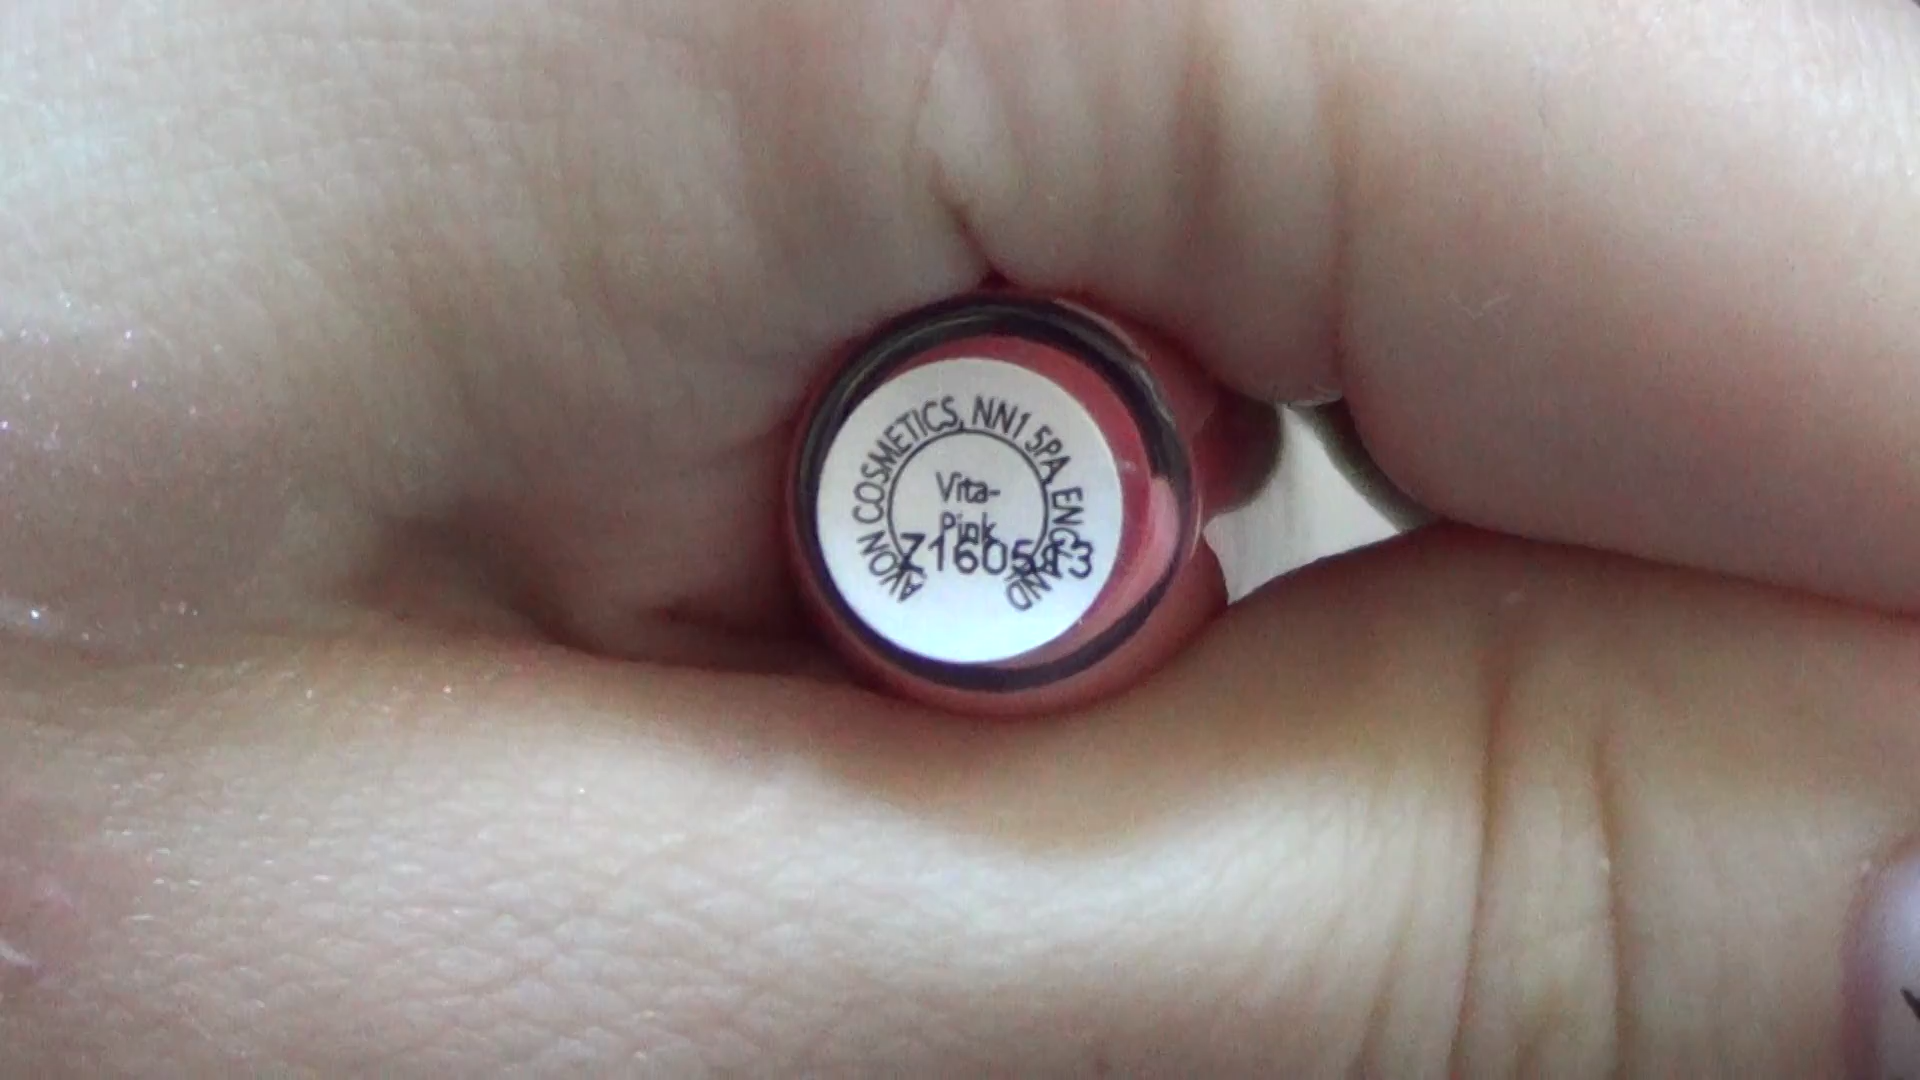 AVON COSMETICS, NN1 5PA, ENGLAND
Vita-
Pink